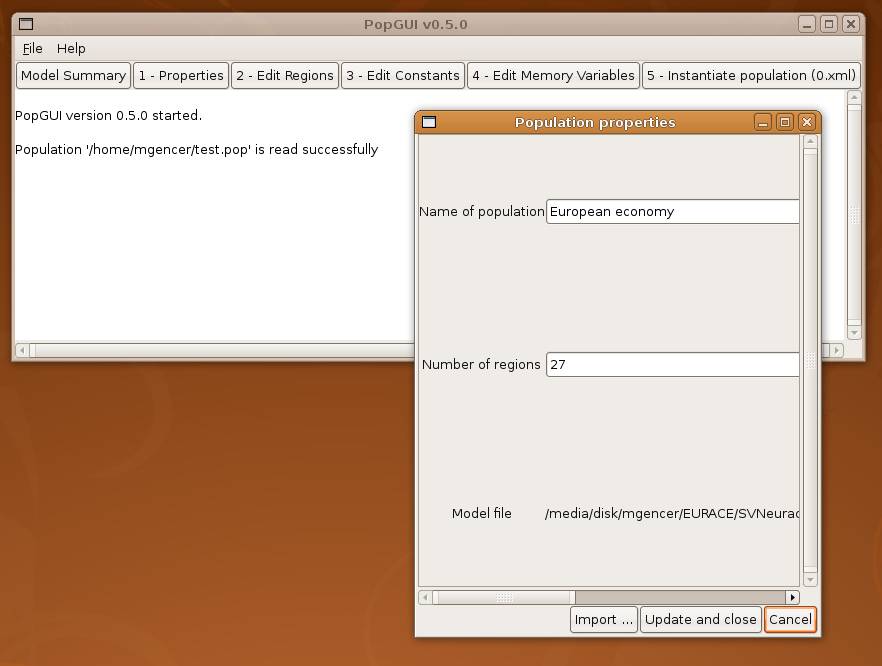 PopGUI v0.5.0
File Help
Model Summary 1 - Properties 2 - Edit Regions 3 - Edit Constants 4 - Edit Memory Variables 5 - Instantiate population (0.xml)
PopGUI version 0.5.0 started.
Population '/home/mgencer/test.pop' is read successfully
Population properties
Name of population European economy
Number of regions 27
Model file /media/disk/mgencer/EURACE/SVNeurac
Import ... Update and close Cancel